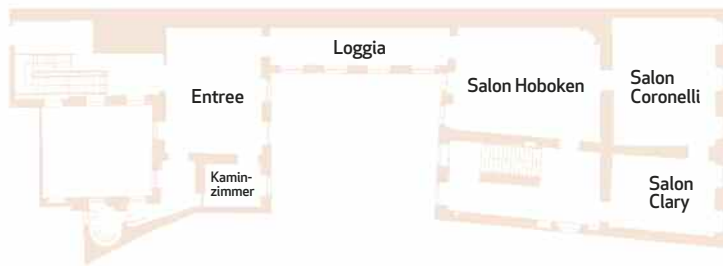 Loggia
Entree
Salon Hoboken
Salon
Coronelli
Kamin-
zimmer
Salon
Clary